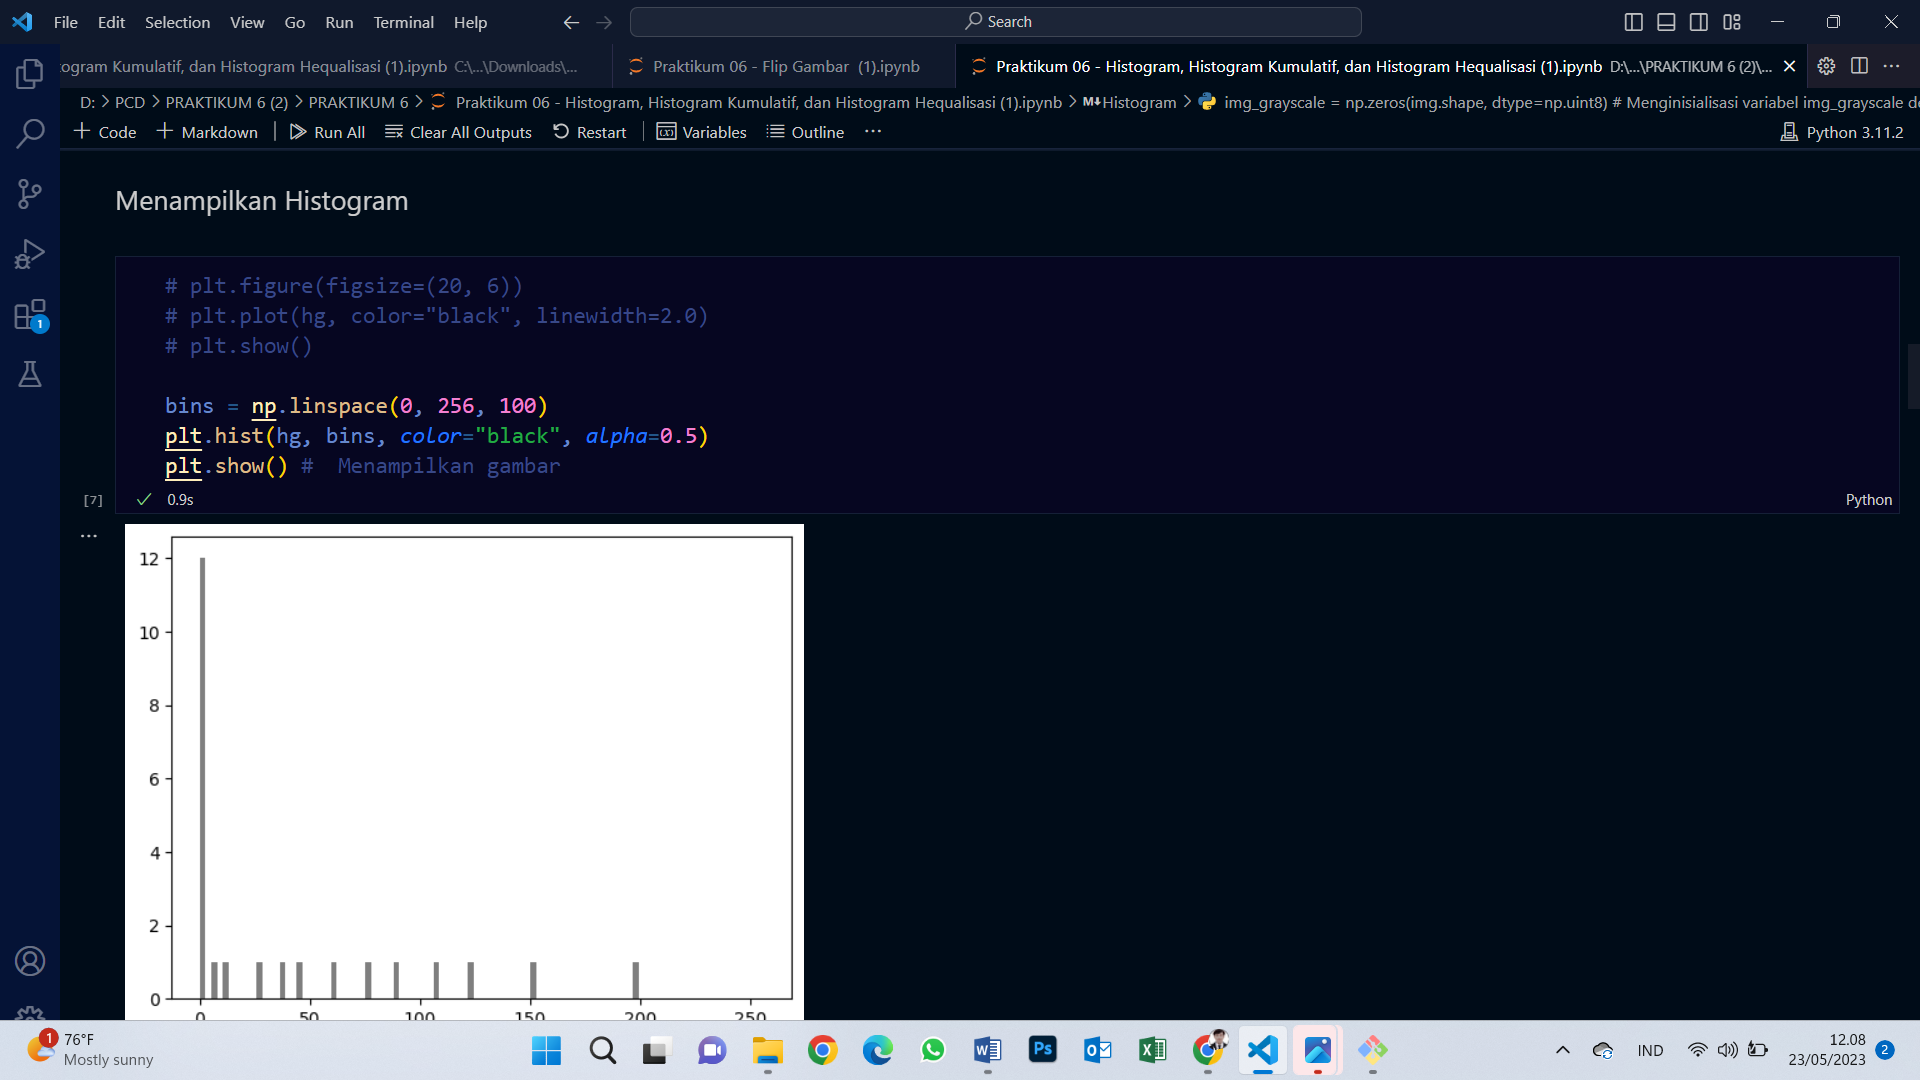 File Edit Selection View Go Run Terminal Help
Search
togram Kumulatif, dan Histogram Hequalisasi (1).ipynb C:\...\Downloads\...
Praktikum 06 - Flip Gambar (1).ipynb
Praktikum 06 - Histogram, Histogram Kumulatif, dan Histogram Hequalisasi (1).ipynb D:\...\PRAKTIKUM 6 (2)\...
D: > PCD > PRAKTIKUM 6 (2) > PRAKTIKUM 6 > Praktikum 06 - Histogram, Histogram Kumulatif, dan Histogram Hequalisasi (1).ipynb > M↓Histogram > img_grayscale = np.zeros(img.shape, dtype=np.uint8) # Menginisialisasi variabel img_grayscale de
+ Code + Markdown Run All Clear All Outputs Restart Variables Outline ...
Python 3.11.2
Menampilkan Histogram
# plt.figure(figsize=(20, 6))
# plt.plot(hg, color="black", linewidth=2.0)
# plt.show()
bins = np.linspace(0, 256, 100)
plt.hist(hg, bins, color="black", alpha=0.5)
plt.show() #  Menampilkan gambar
[7] 0.9s
Python
1
12
10
8
6
4
2
0
0 50 100 150 200 250
1
76°F
Mostly sunny
Ps
IND
12.08
23/05/2023
2